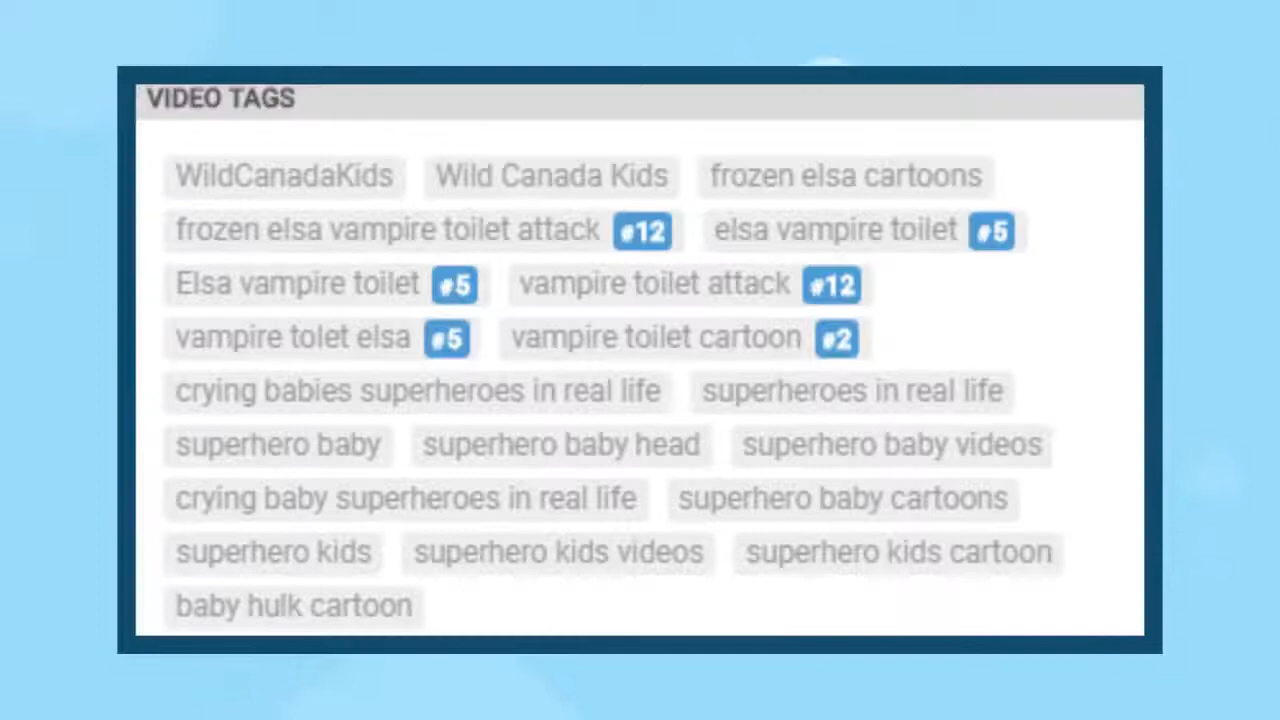 VIDEO TAGS
WildCanadaKids Wild Canada Kids frozen elsa cartoons
frozen elsa vampire toilet attack #12 elsa vampire toilet #5
Elsa vampire toilet #5 vampire toilet attack #12
vampire tolet elsa #5 vampire toilet cartoon #2
crying babies superheroes in real life superheroes in real life
superhero baby superhero baby head superhero baby videos
crying baby superheroes in real life superhero baby cartoons
superhero kids superhero kids videos superhero kids cartoon
baby hulk cartoon